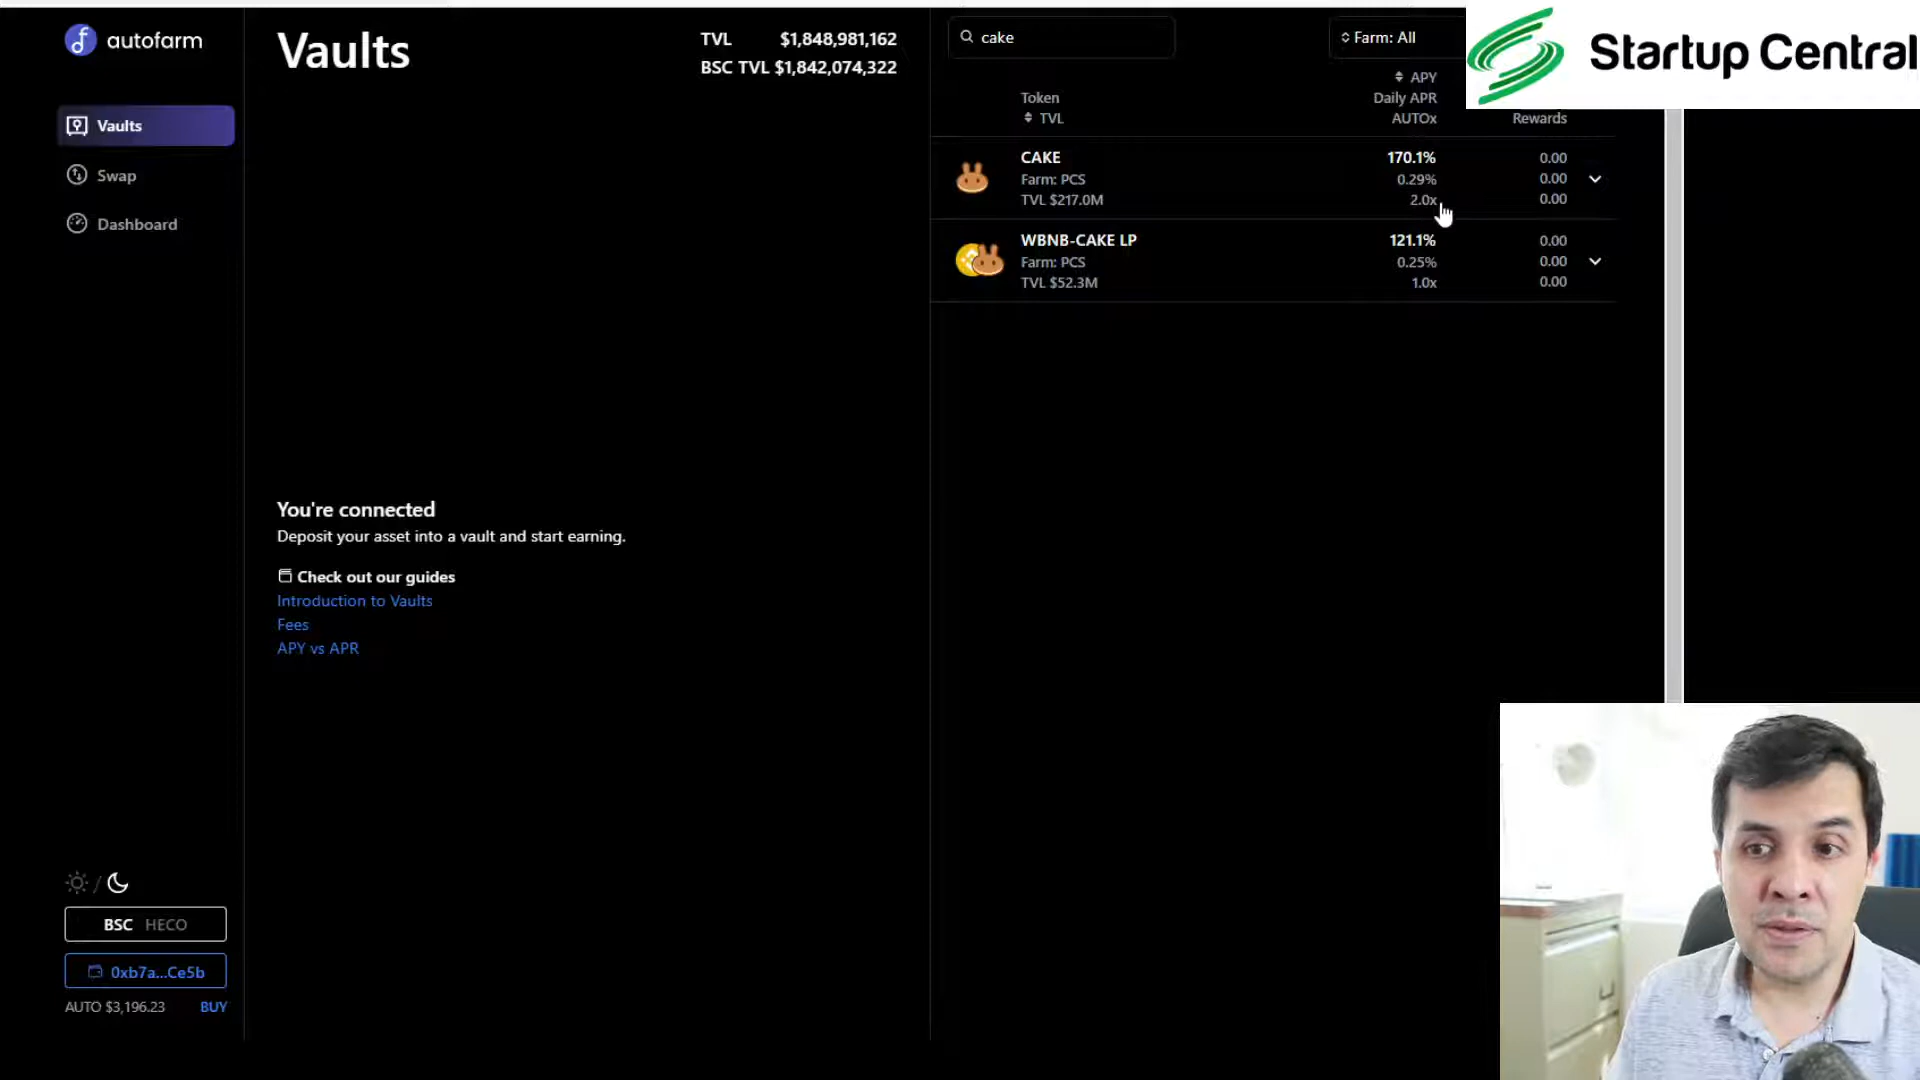 autofarm
Vaults
Swap
Dashboard
BSC HECO
0xb7a...Ce5b
AUTO $3,196.23 BUY
Vaults
TVL $1,848,981,162
BSC TVL $1,842,074,322
You're connected
Deposit your asset into a vault and start earning.
Check out our guides
Introduction to Vaults
Fees
APY vs APR
cake
Farm: All
Token
TVL
APY
Daily APR
AUTOx
Rewards
CAKE 170.1% 0.00
Farm: PCS 0.29% 0.00
TVL $217.0M 2.0x 0.00
WBNB-CAKE LP 121.1% 0.00
Farm: PCS 0.25% 0.00
TVL $52.3M 1.0x 0.00
Startup Central